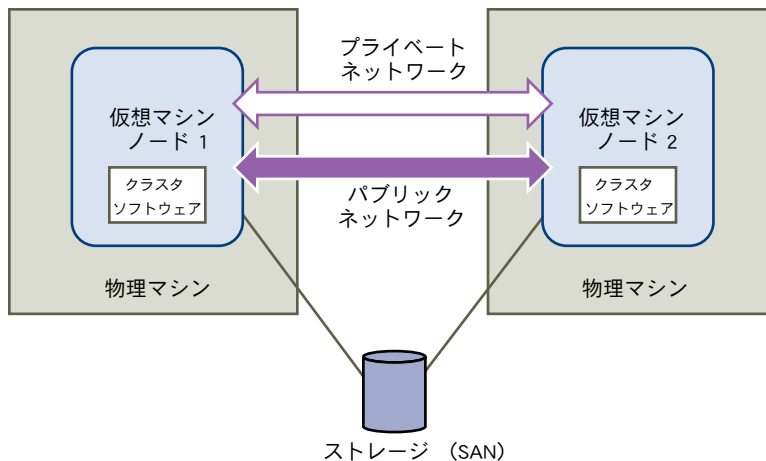 プライベート
ネットワーク
仮想マシン
ノード 1
仮想マシン
ノード 2
クラスタ
ソフトウェア
クラスタ
ソフトウェア
パブリック
ネットワーク
物理マシン
物理マシン
ストレージ （SAN）